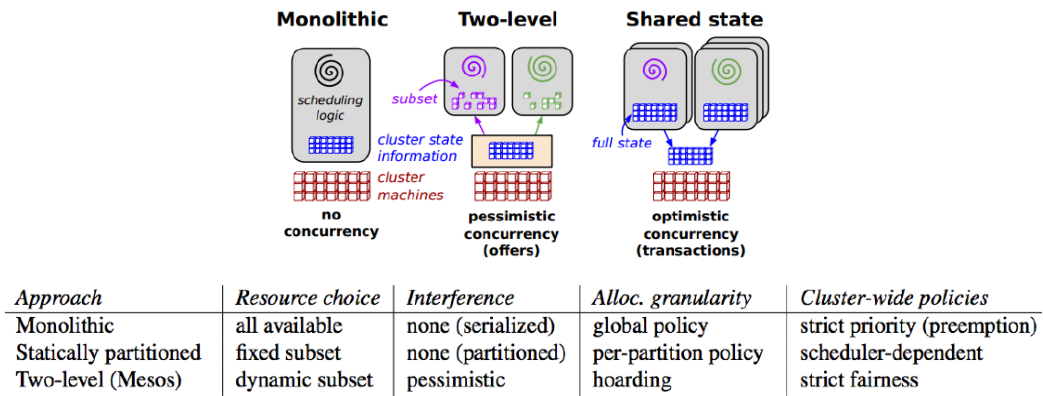 Monolithic
Two-level
Shared state
scheduling
logic
subset
cluster state
information
full state
cluster
machines
no
concurrency
pessimistic
concurrency
(offers)
optimistic
concurrency
(transactions)
Approach Resource choice Interference Alloc. granularity Cluster-wide policies
Monolithic all available none (serialized) global policy strict priority (preemption)
Statically partitioned fixed subset none (partitioned) per-partition policy scheduler-dependent
Two-level (Mesos) dynamic subset pessimistic hoarding strict fairness